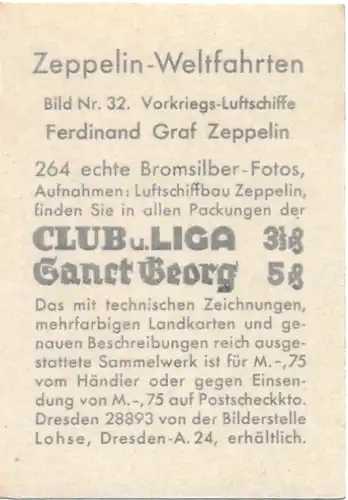 Zeppelin-Weltfahrten
Bild Nr. 32. Vorkriegs-Luftschiffe
Ferdinand Graf Zeppelin
264 echte Bromsilber-Fotos,
Aufnahmen: Luftschiffbau Zeppelin,
finden Sie in allen Packungen der
CLUB u. LIGA 3⅓₰
Sanct Georg 5₰
Das mit technischen Zeichnungen,
mehrfarbigen Landkarten und ge-
nauen Beschreibungen reich ausge-
stattete Sammelwerk ist für M.-,75
vom Händler oder gegen Einsen-
dung von M.-,75 auf Postscheckkto.
Dresden 28893 von der Bilderstelle
Lohse, Dresden-A. 24, erhältlich.